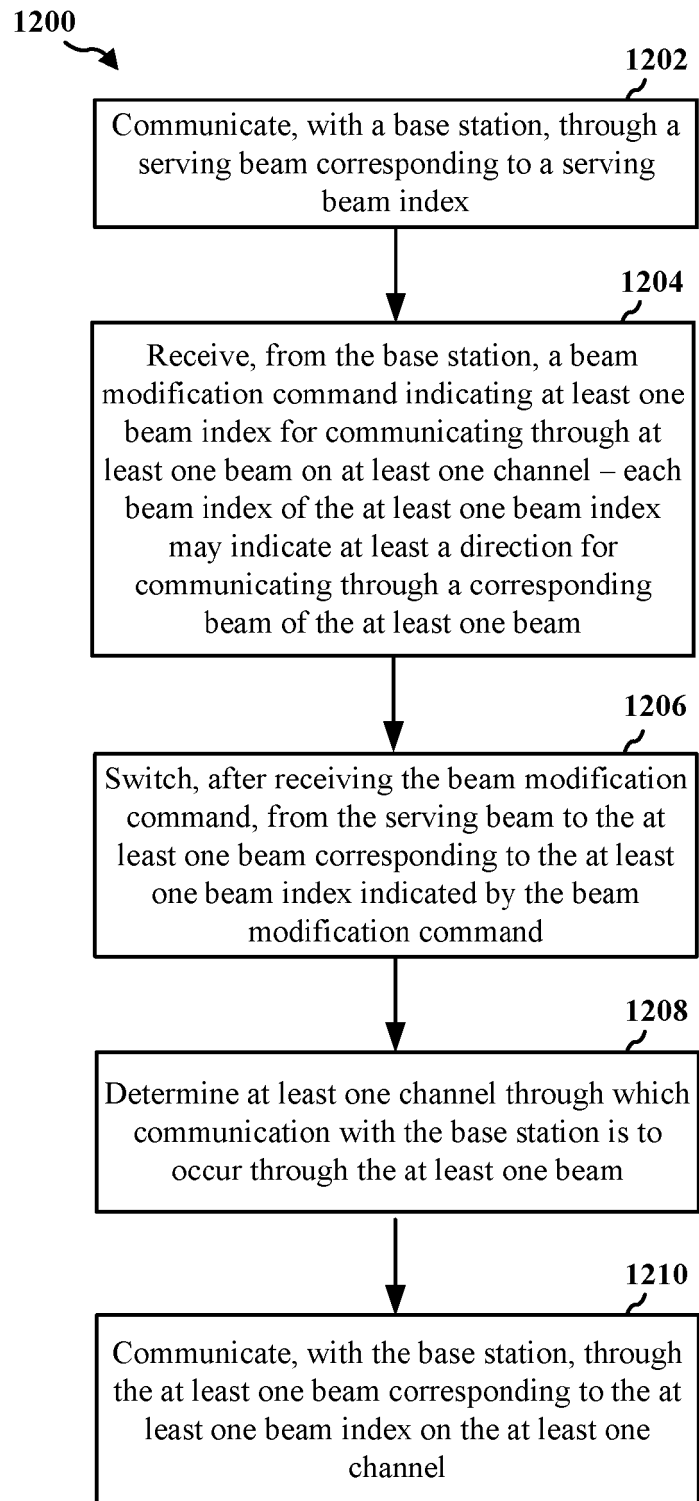 1200
1202
Communicate, with a base station, through a
serving beam corresponding to a serving
beam index
1204
Receive, from the base station, a beam
modification command indicating at least one
beam index for communicating through at
least one beam on at least one channel – each
beam index of the at least one beam index
may indicate at least a direction for
communicating through a corresponding
beam of the at least one beam
1206
Switch, after receiving the beam modification
command, from the serving beam to the at
least one beam corresponding to the at least
one beam index indicated by the beam
modification command
1208
Determine at least one channel through which
communication with the base station is to
occur through the at least one beam
1210
Communicate, with the base station, through
the at least one beam corresponding to the at
least one beam index on the at least one
channel